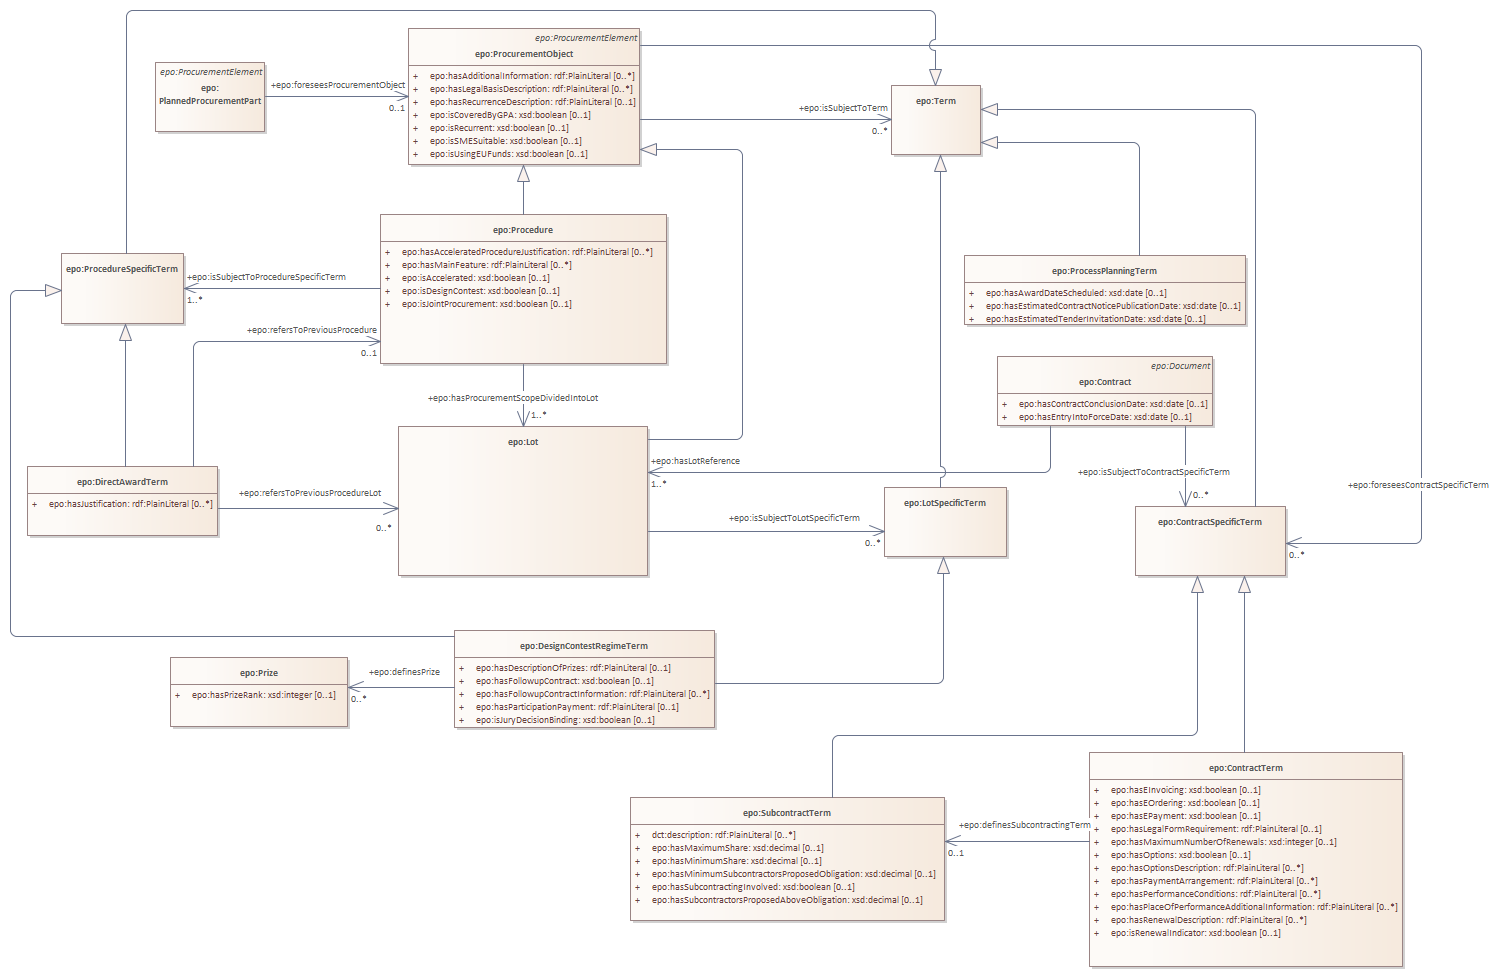 epo:ProcurementElement
epo:ProcurementObject
+ epo:hasAdditionalInformation: rdf:PlainLiteral [0..*]
+ epo:hasLegalBasisDescription: rdf:PlainLiteral [0..*]
+ epo:hasRecurrenceDescription: rdf:PlainLiteral [0..1]
+ epo:isCoveredByGPA: xsd:boolean [0..1]
+ epo:isRecurrent: xsd:boolean [0..1]
+ epo:isSMESuitable: xsd:boolean [0..1]
+ epo:isUsingEUFunds: xsd:boolean [0..1]
epo:ProcurementElement
epo:
PlannedProcurementPart
+epo:foreseesProcurementObject
0..1
+epo:isSubjectToTerm
0..*
epo:Term
epo:Procedure
+ epo:hasAcceleratedProcedureJustification: rdf:PlainLiteral [0..*]
+ epo:hasMainFeature: rdf:PlainLiteral [0..*]
+ epo:isAccelerated: xsd:boolean [0..1]
+ epo:isDesignContest: xsd:boolean [0..1]
+ epo:isJointProcurement: xsd:boolean [0..1]
epo:ProcedureSpecificTerm
+epo:isSubjectToProcedureSpecificTerm
1..*
+epo:refersToPreviousProcedure
0..1
epo:ProcessPlanningTerm
+ epo:hasAwardDateScheduled: xsd:date [0..1]
+ epo:hasEstimatedContractNoticePublicationDate: xsd:date [0..1]
+ epo:hasEstimatedTenderInvitationDate: xsd:date [0..1]
epo:Document
epo:Contract
+ epo:hasContractConclusionDate: xsd:date [0..1]
+ epo:hasEntryIntoForceDate: xsd:date [0..1]
+epo:hasProcurementScopeDividedIntoLot
1..*
epo:Lot
+epo:hasLotReference
1..*
+epo:isSubjectToContractSpecificTerm
0..*
+epo:foreseesContractSpecificTerm
0..*
epo:DirectAwardTerm
+ epo:hasJustification: rdf:PlainLiteral [0..*]
+epo:refersToPreviousProcedureLot
0..*
epo:LotSpecificTerm
+epo:isSubjectToLotSpecificTerm
0..*
epo:ContractSpecificTerm
epo:DesignContestRegimeTerm
+ epo:hasDescriptionOfPrizes: rdf:PlainLiteral [0..1]
+ epo:hasFollowupContract: xsd:boolean [0..1]
+ epo:hasFollowupContractInformation: rdf:PlainLiteral [0..*]
+ epo:hasParticipationPayment: rdf:PlainLiteral [0..1]
+ epo:isJuryDecisionBinding: xsd:boolean [0..1]
epo:Prize
+ epo:hasPrizeRank: xsd:integer [0..1]
+epo:definesPrize
0..*
epo:SubcontractTerm
+ dct:description: rdf:PlainLiteral [0..*]
+ epo:hasMaximumShare: xsd:decimal [0..1]
+ epo:hasMinimumShare: xsd:decimal [0..1]
+ epo:hasMinimumSubcontractorsProposedObligation: xsd:decimal [0..1]
+ epo:hasSubcontractingInvolved: xsd:boolean [0..1]
+ epo:hasSubcontractorsProposedAboveObligation: xsd:decimal [0..1]
+epo:definesSubcontractingTerm
0..1
epo:ContractTerm
+ epo:hasEInvoicing: xsd:boolean [0..1]
+ epo:hasEOrdering: xsd:boolean [0..1]
+ epo:hasEPayment: xsd:boolean [0..1]
+ epo:hasLegalFormRequirement: rdf:PlainLiteral [0..1]
+ epo:hasMaximumNumberOfRenewals: xsd:integer [0..1]
+ epo:hasOptions: xsd:boolean [0..1]
+ epo:hasOptionsDescription: rdf:PlainLiteral [0..*]
+ epo:hasPaymentArrangement: rdf:PlainLiteral [0..*]
+ epo:hasPerformanceConditions: rdf:PlainLiteral [0..*]
+ epo:hasPlaceOfPerformanceAdditionalInformation: rdf:PlainLiteral [0..*]
+ epo:hasRenewalDescription: rdf:PlainLiteral [0..*]
+ epo:isRenewalIndicator: xsd:boolean [0..1]